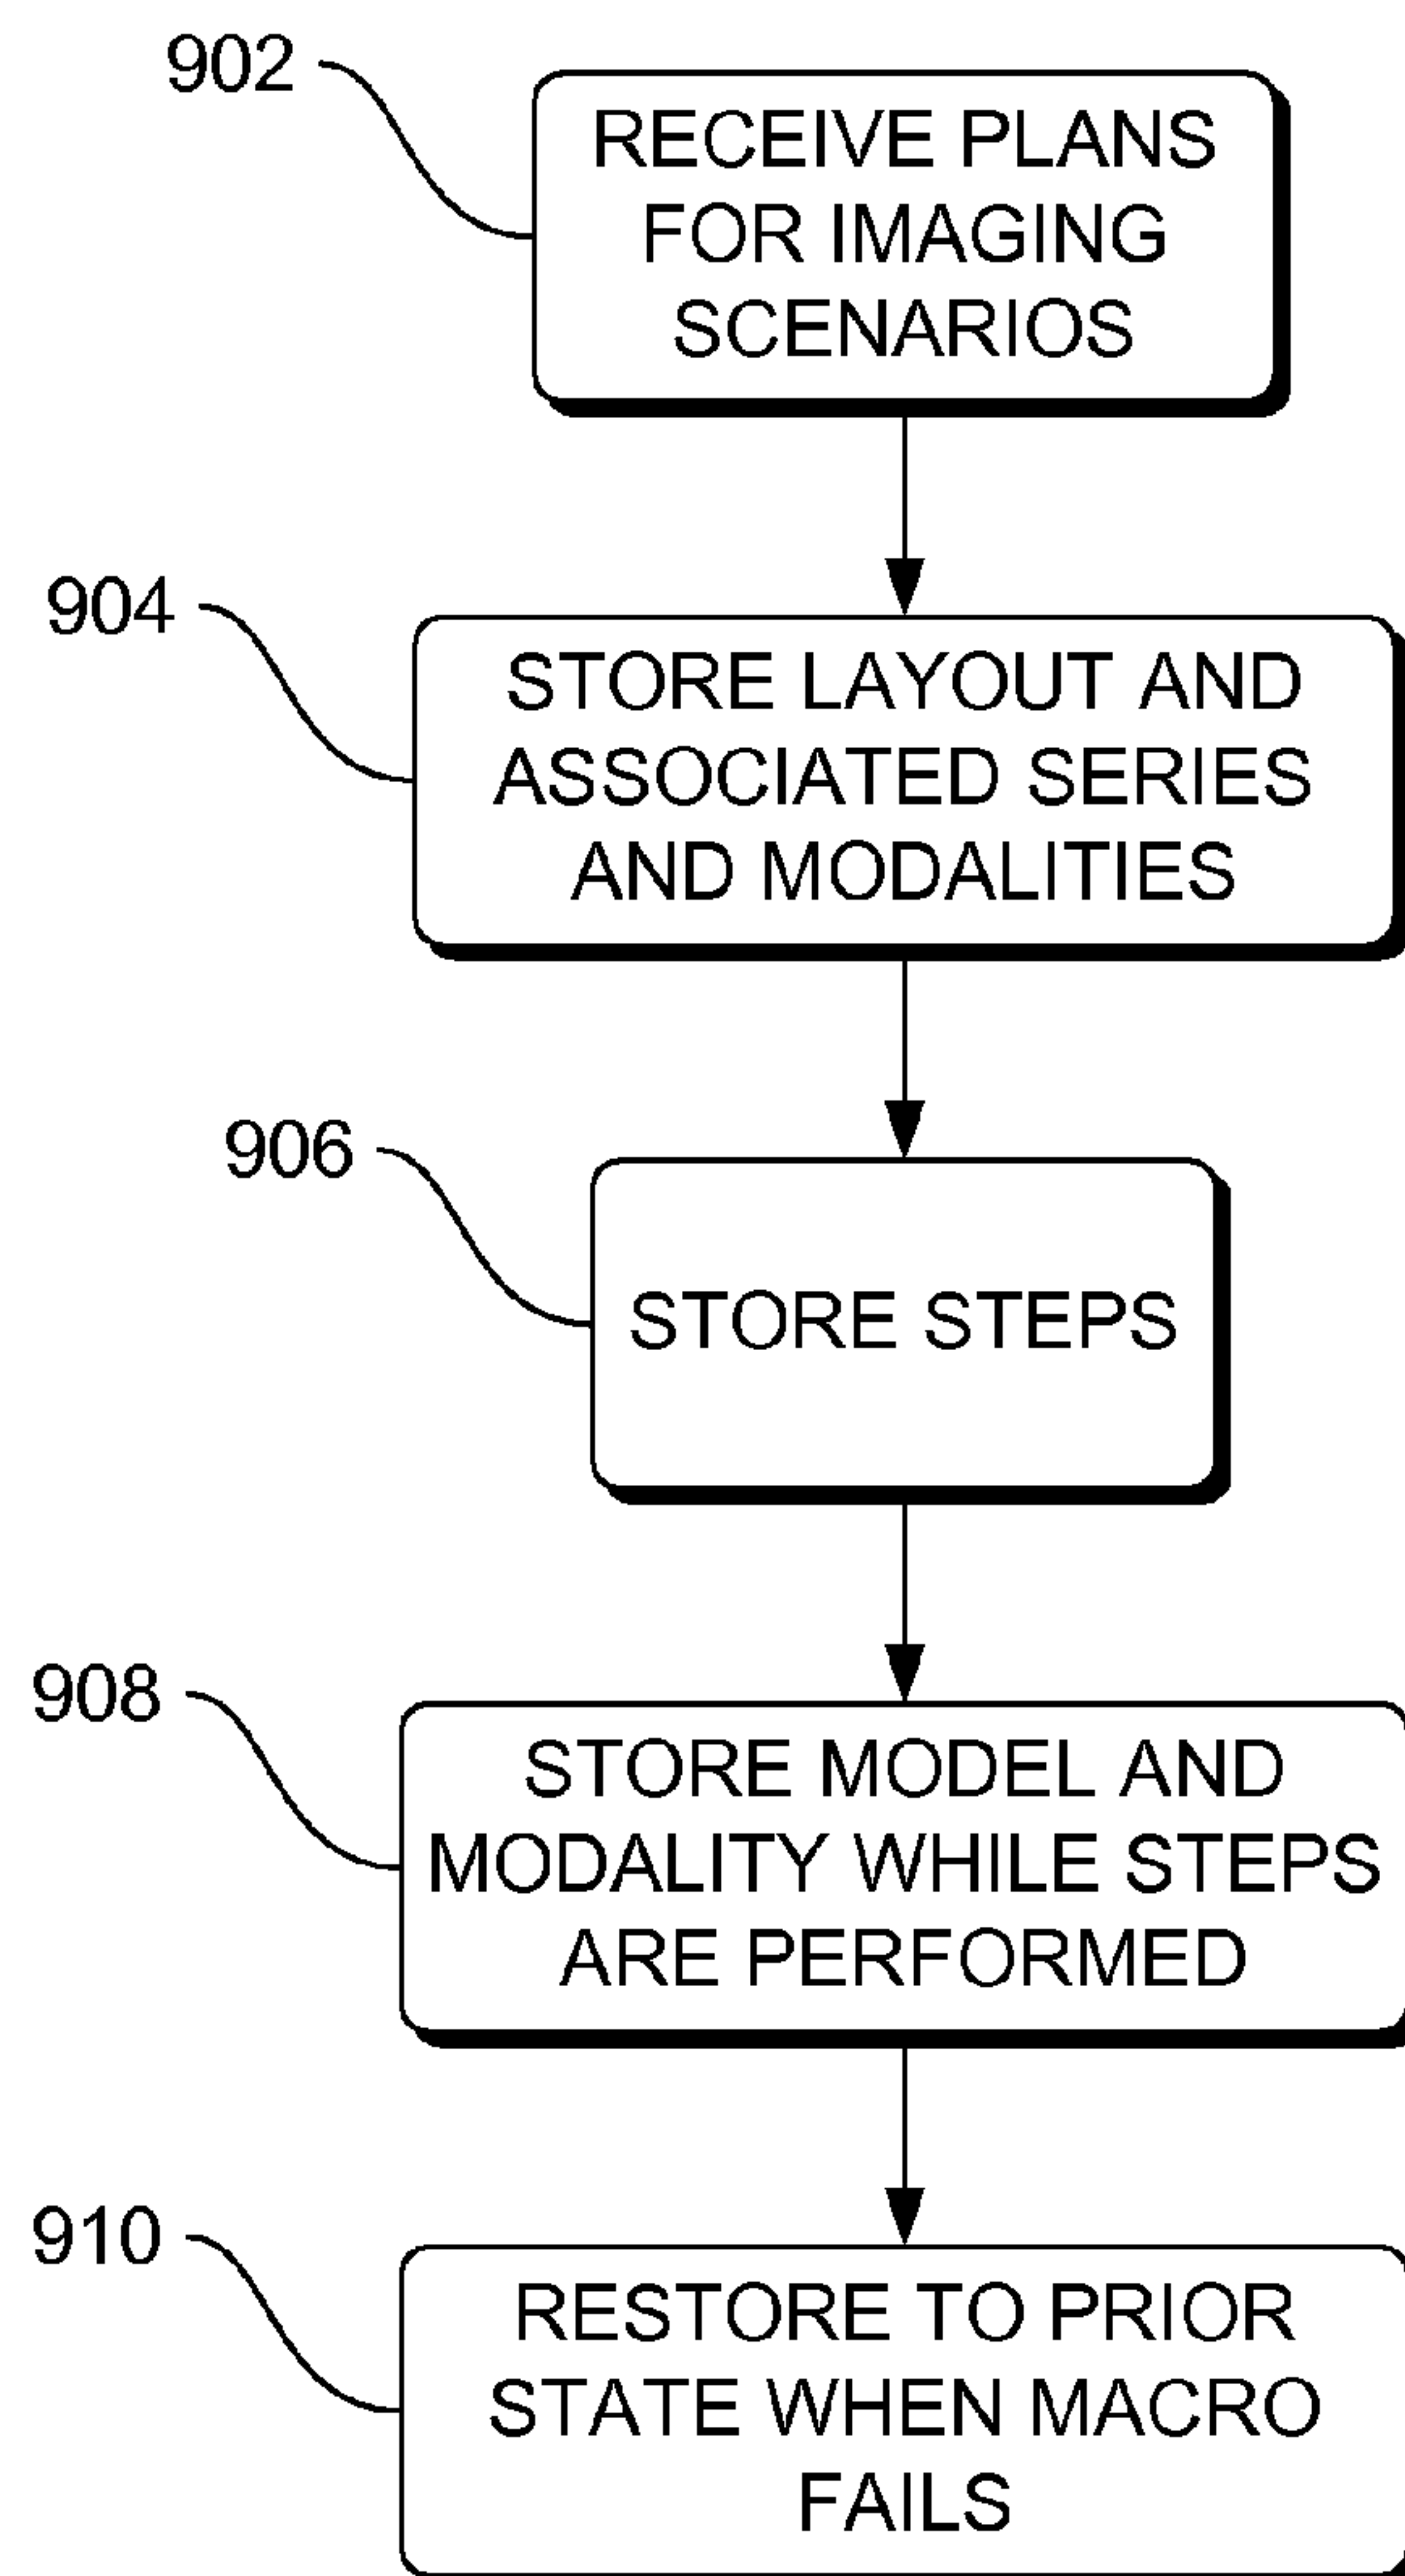 902
RECEIVE PLANS
FOR IMAGING
SCENARIOS
904
STORE LAYOUT AND
ASSOCIATED SERIES
AND MODALITIES
906
STORE STEPS
908
STORE MODEL AND
MODALITY WHILE STEPS
ARE PERFORMED
910
RESTORE TO PRIOR
STATE WHEN MACRO
FAILS